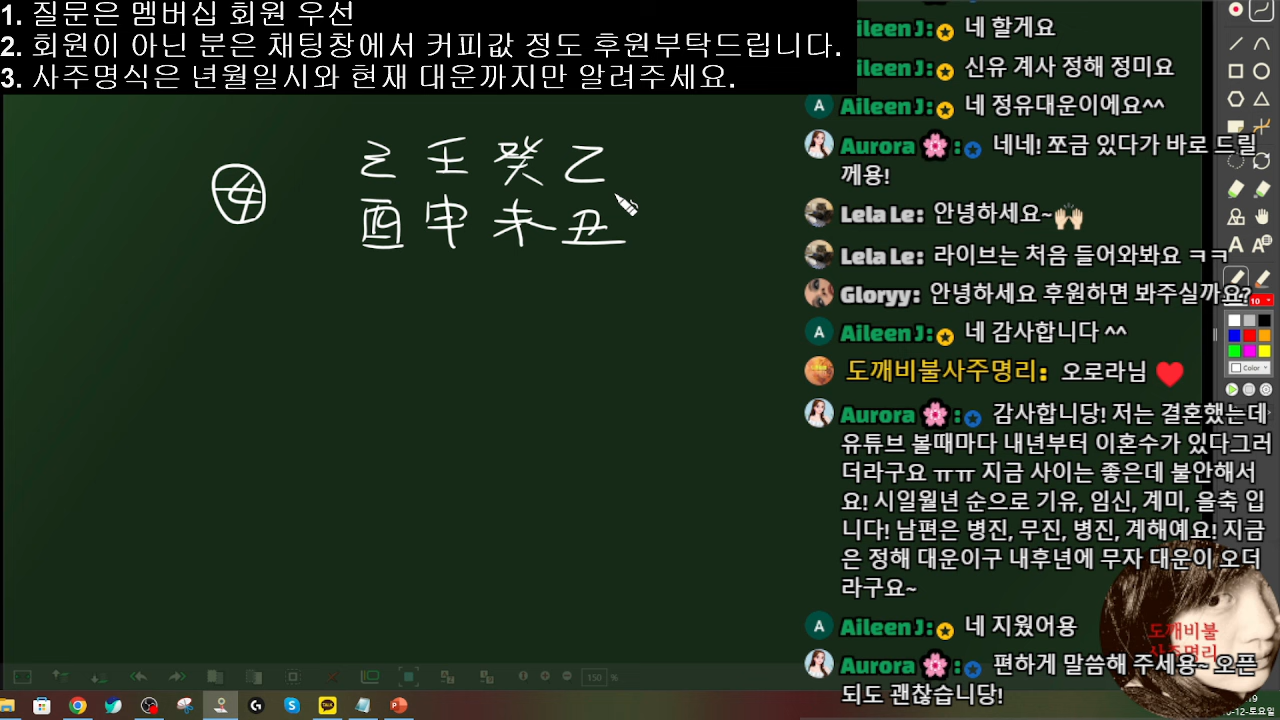 1. 질문은 멤버십 회원 우선
2. 회원이 아닌 분은 채팅창에서 커피값 정도 후원부탁드립니다.
3. 사주명식은 년월일시와 현재 대운까지만 알려주세요.
己 壬 癸 乙
酉 申 未 丑
Aileen J: 네 할게요
Aileen J: 신유 계사 정해 정미요
Aileen J: 네 정유대운이에요^^
Aurora 🌸: 네네! 쪼금 있다가 바로 드릴
께용!
Lela Le: 안녕하세요~🙌🏻
Lela Le: 라이브는 처음 들어와봐요 ㅋㅋ
Gloryy: 안녕하세요 후원하면 봐주실까요?
Aileen J: 네 감사합니다 ^^
도깨비불사주명리: 오로라님 ❤️
Aurora 🌸: 감사합니당! 저는 결혼했는데
유튜브 볼때마다 내년부터 이혼수가 있다그러
더라구요 ㅠㅠ 지금 사이는 좋은데 불안해서
요! 시일월년 순으로 기유, 임신, 계미, 을축 입
니다! 남편은 병진, 무진, 병진, 계해예요! 지금
은 정해 대운이구 내후년에 무자 대운이 오더
라구요~
Aileen J: 네 지웠어용
Aurora 🌸: 편하게 말씀해 주세용~ 오픈
되도 괜찮습니당!
도깨비불
사주명리
Color
10
150 %